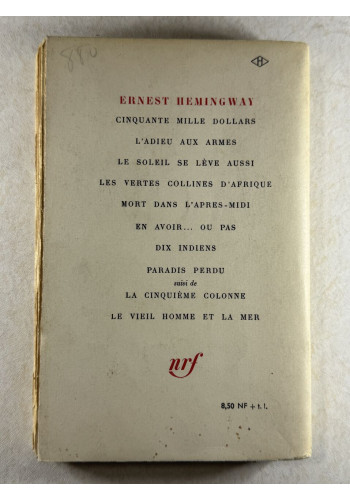 890
H
ERNEST HEMINGWAY
CINQUANTE MILLE DOLLARS
L'ADIEU AUX ARMES
LE SOLEIL SE LÈVE AUSSI
LES VERTES COLLINES D'AFRIQUE
MORT DANS L'APRES-MIDI
EN AVOIR... OU PAS
DIX INDIENS
PARADIS PERDU
suivi de
LA CINQUIÈME COLONNE
LE VIEIL HOMME ET LA MER
nrf
8,50 NF + t. l.